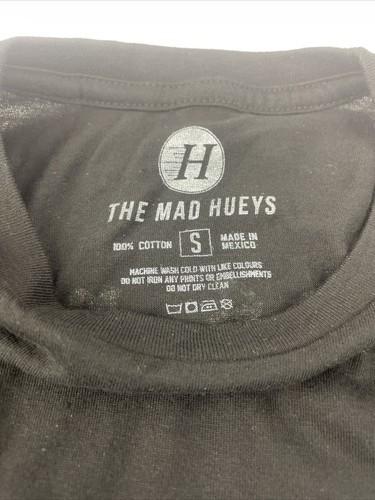 H
THE MAD HUEYS
100% COTTON S MADE IN MEXICO
MACHINE WASH COLD WITH LIKE COLOURS
DO NOT IRON ANY PRINTS OR EMBELLISHMENTS
DO NOT DRY CLEAN